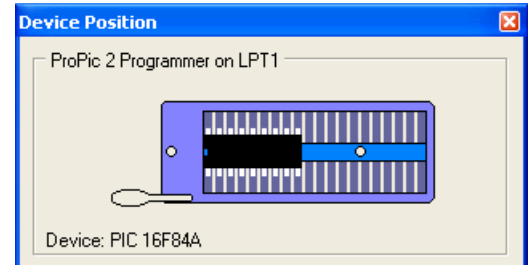 Device Position
ProPic 2 Programmer on LPT1
Device: PIC 16F84A